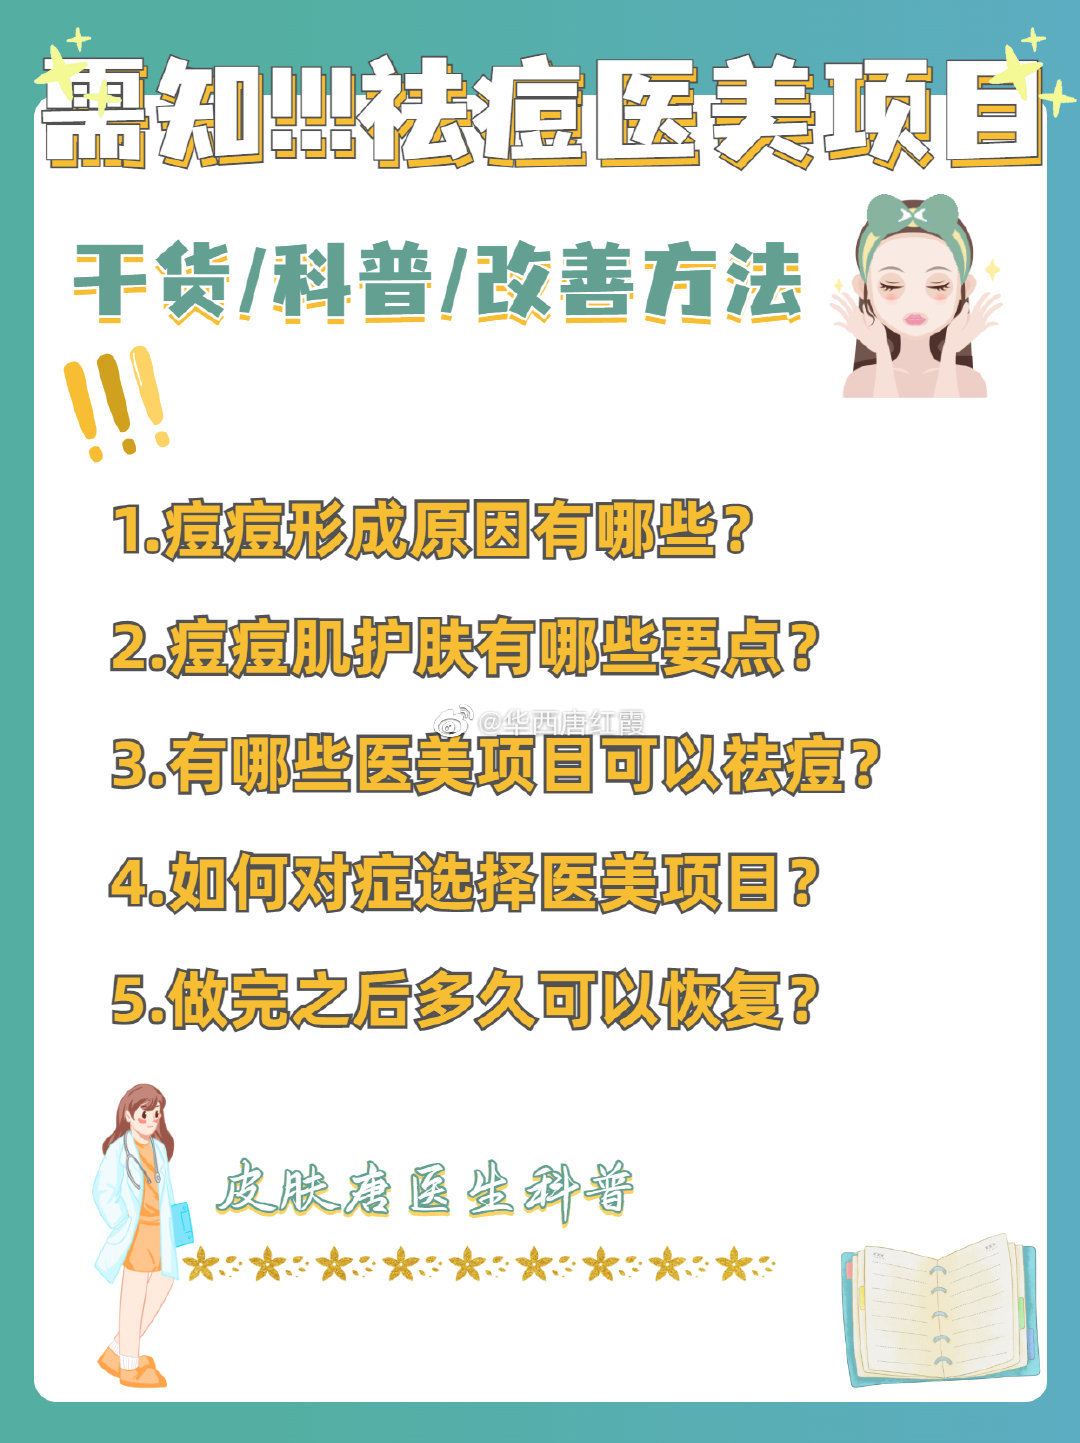 需知!!!祛痘医美项目
干货/科普/改善方法
1.痘痘形成原因有哪些？
2.痘痘肌护肤有哪些要点？
@华西唐红霞
3.有哪些医美项目可以祛痘？
4.如何对症选择医美项目？
5.做完之后多久可以恢复？
皮肤唐医生科普